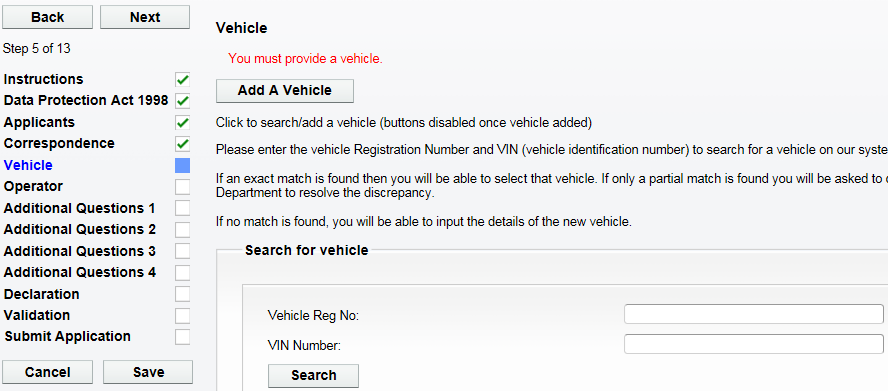 Back
Next
Step 5 of 13
Instructions
Data Protection Act 1998
Applicants
Correspondence
Vehicle
Operator
Additional Questions 1
Additional Questions 2
Additional Questions 3
Additional Questions 4
Declaration
Validation
Submit Application
Cancel
Save
Vehicle
You must provide a vehicle.
Add A Vehicle
Click to search/add a vehicle (buttons disabled once vehicle added)
Please enter the vehicle Registration Number and VIN (vehicle identification number) to search for a vehicle on our syste
If an exact match is found then you will be able to select that vehicle. If only a partial match is found you will be asked to
Department to resolve the discrepancy.
If no match is found, you will be able to input the details of the new vehicle.
Search for vehicle
Vehicle Reg No:
VIN Number:
Search